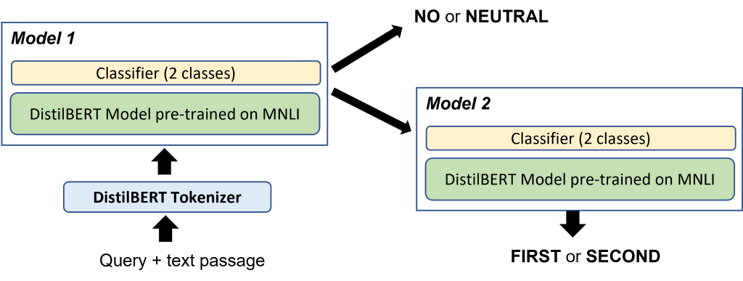 NO or NEUTRAL
Model 1
Classifier (2 classes)
DistilBERT Model pre-trained on MNLI
DistilBERT Tokenizer
Query + text passage
Model 2
Classifier (2 classes)
DistilBERT Model pre-trained on MNLI
FIRST or SECOND